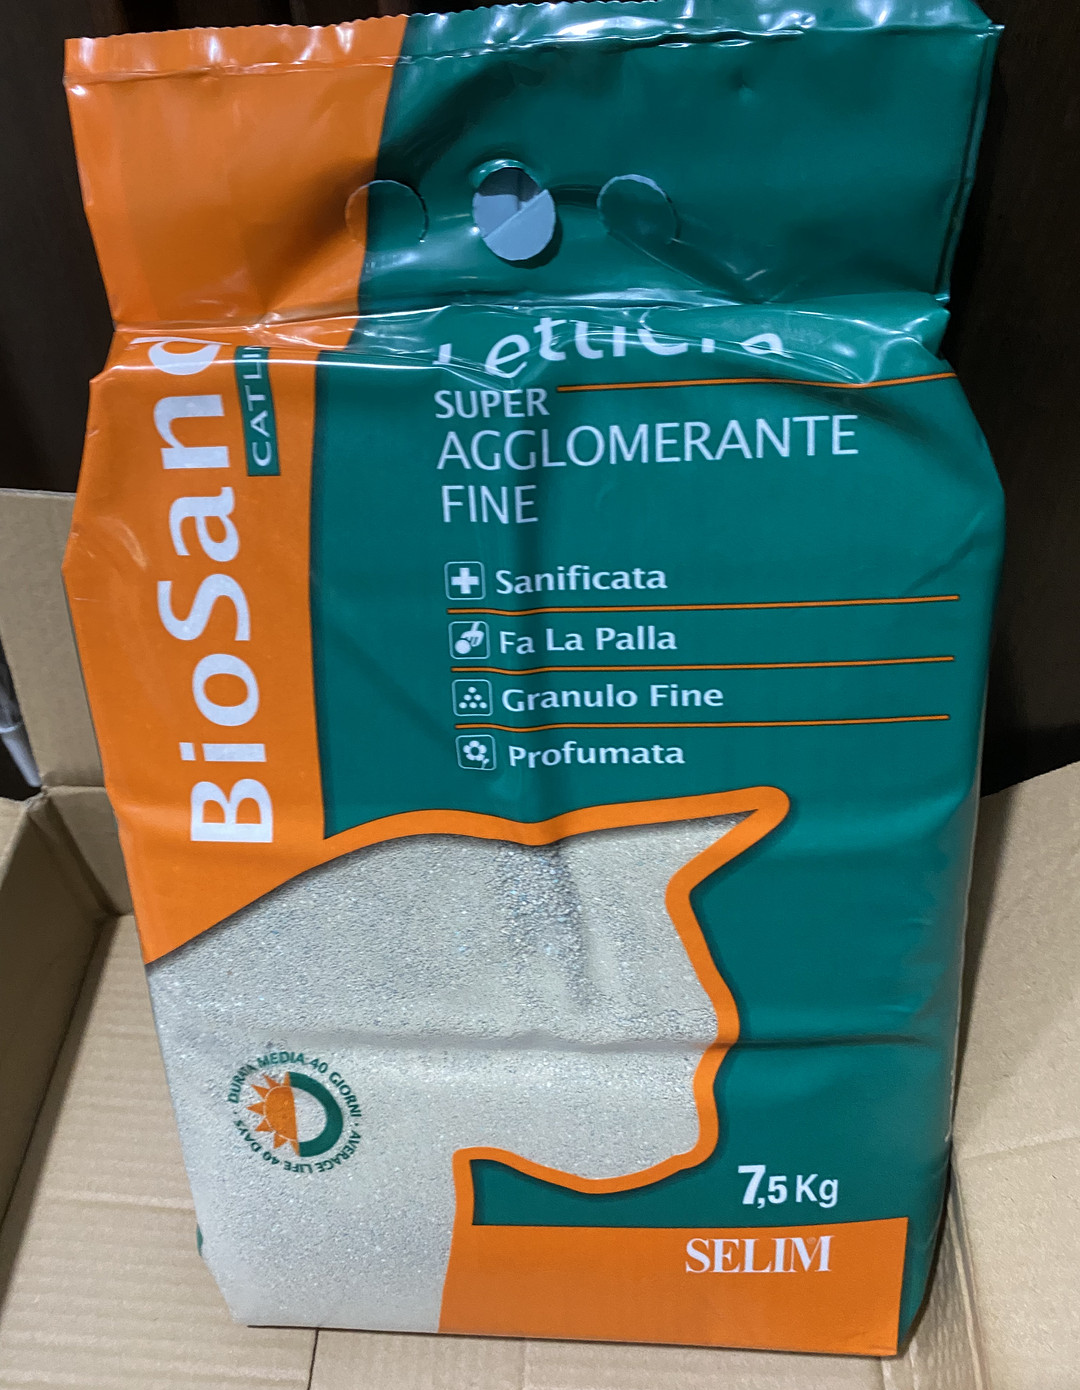 BioSand
CATLI
Lettiera
SUPER
AGGLOMERANTE
FINE
Sanificata
Fa La Palla
Granulo Fine
Profumata
DURATA MEDIA 40 GIORNI · AVERAGE LIFE 40 DAYS ·
7,5 Kg
SELIM